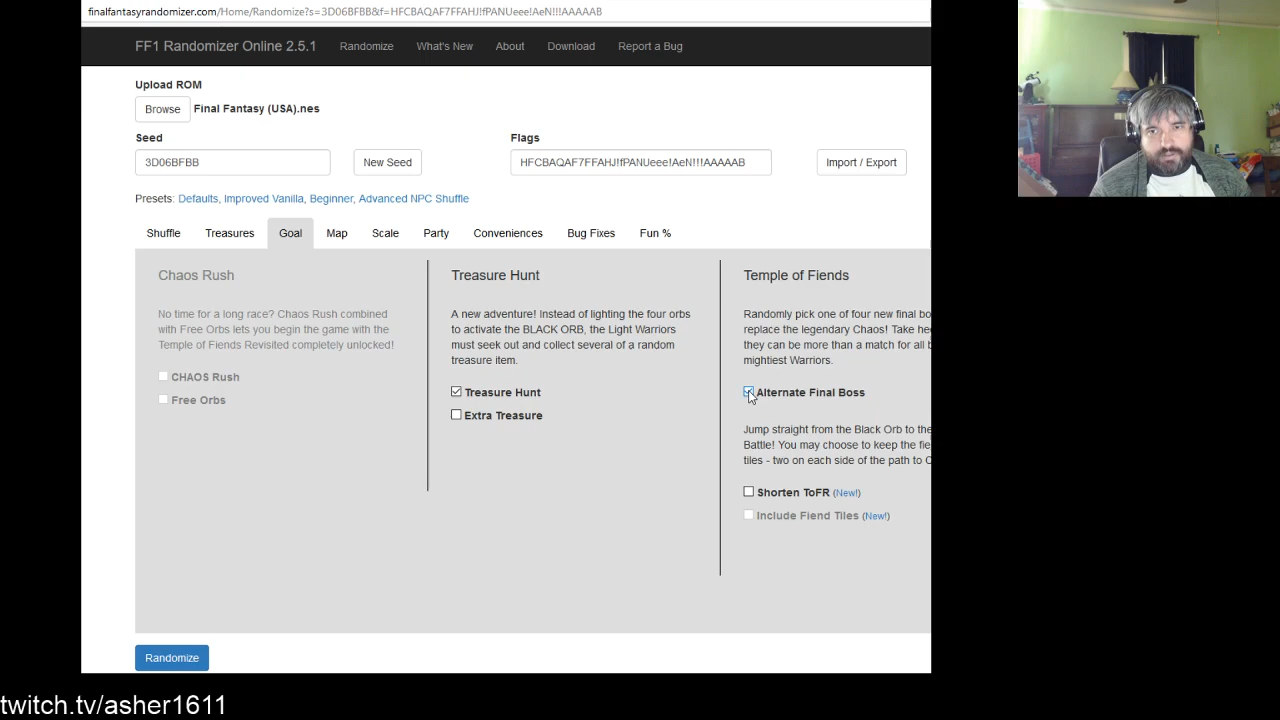 finalfantasyrandomizer.com/Home/Randomize?s=3D06BFBB&f=HFCBAQAF7FFAHJ!fPANUeee!AeN!!!AAAAAB
FF1 Randomizer Online 2.5.1 Randomize What's New About Download Report a Bug
Upload ROM
Browse Final Fantasy (USA).nes
Seed Flags
3D06BFBB New Seed HFCBAQAF7FFAHJ!fPANUeee!AeN!!!AAAAAB Import / Export
Presets: Defaults, Improved Vanilla, Beginner, Advanced NPC Shuffle
Shuffle Treasures Goal Map Scale Party Conveniences Bug Fixes Fun %
Chaos Rush
No time for a long race? Chaos Rush combined
with Free Orbs lets you begin the game with the
Temple of Fiends Revisited completely unlocked!
CHAOS Rush
Free Orbs
Treasure Hunt
A new adventure! Instead of lighting the four orbs
to activate the BLACK ORB, the Light Warriors
must seek out and collect several of a random
treasure item.
Treasure Hunt
Extra Treasure
Temple of Fiends
Randomly pick one of four new final bo
replace the legendary Chaos! Take hee
they can be more than a match for all b
mightiest Warriors.
Alternate Final Boss
Jump straight from the Black Orb to the
Battle! You may choose to keep the fie
tiles - two on each side of the path to C
Shorten ToFR (New!)
Include Fiend Tiles (New!)
Randomize
twitch.tv/asher1611